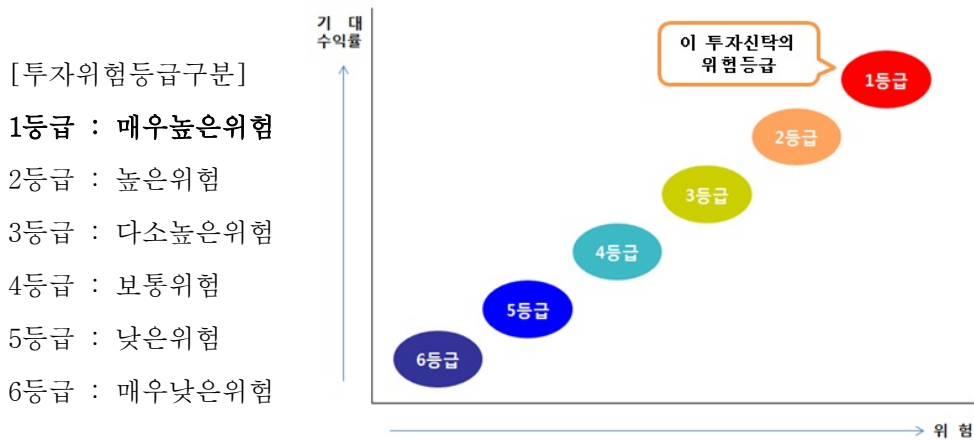 [투자위험등급구분]
1등급 : 매우높은위험
2등급 : 높은위험
3등급 : 다소높은위험
4등급 : 보통위험
5등급 : 낮은위험
6등급 : 매우낮은위험
기 대
수익률
이 투자신탁의
위험등급
1등급
2등급
3등급
4등급
5등급
6등급
위 험